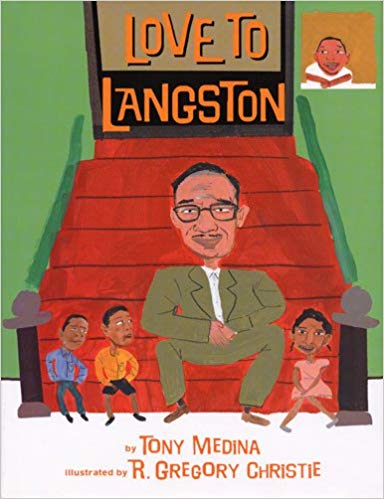 LOVE TO
LANGSTON
by TONY MEDINA
illustrated by R. GREGORY CHRISTIE